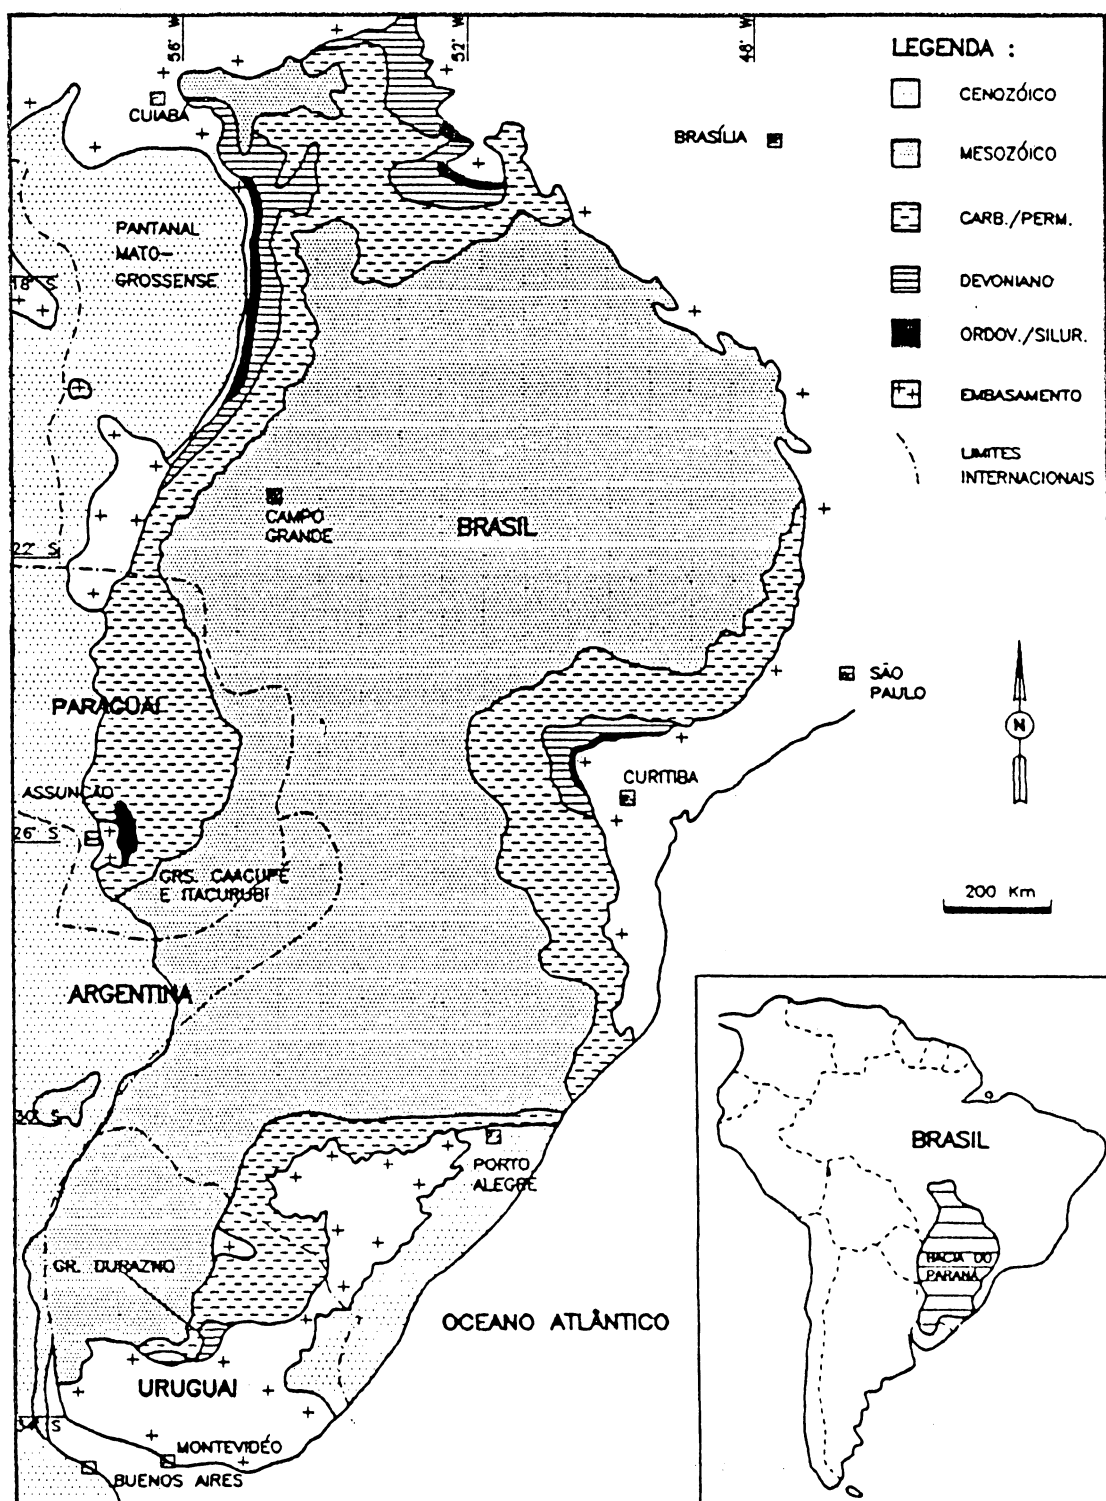 56° W
52° W
48° W
LEGENDA :
CENOZÓICO
MESOZÓICO
CARB./PERM.
DEVONIANO
ORDOV./SILUR.
EMBASAMENTO
LIMITES
INTERNACIONAIS
CUIABÁ
BRASÍLIA
PANTANAL
MATO-
GROSSENSE
18° S
CAMPO
GRANDE
BRASIL
22° S
SÃO
PAULO
PARAGUAI
N
CURITIBA
ASSUNÇÃO
26° S
GRS. CAACUPÉ
E ITACURUBI
200 Km
ARGENTINA
30° S
PORTO
ALEGRE
BRASIL
GR. DURAZNO
BACIA DO
PARANÁ
OCEANO ATLÂNTICO
URUGUAI
34° S
MONTEVIDÉO
BUENOS AIRES